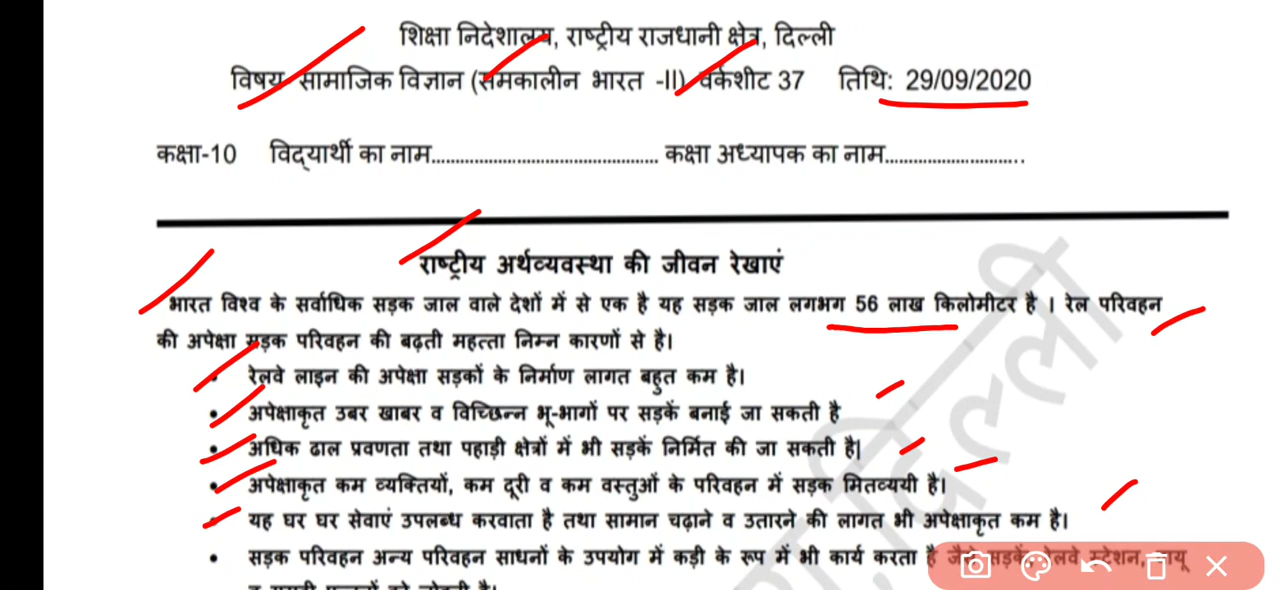 शिक्षा निदेशालय, राष्ट्रीय राजधानी क्षेत्र, दिल्ली
विषय सामाजिक विज्ञान (समकालीन भारत -II) वर्कशीट 37 तिथि: 29/09/2020
कक्षा-10 विद्यार्थी का नाम.............................................. कक्षा अध्यापक का नाम............................
राष्ट्रीय अर्थव्यवस्था की जीवन रेखाएं
भारत विश्व के सर्वाधिक सड़क जाल वाले देशों में से एक है यह सड़क जाल लगभग 56 लाख किलोमीटर है । रेल परिवहन
की अपेक्षा सड़क परिवहन की बढ़ती महत्ता निम्न कारणों से है।
• रेलवे लाइन की अपेक्षा सड़कों के निर्माण लागत बहुत कम है।
• अपेक्षाकृत उबर खाबर व विच्छिन्न भू-भागों पर सड़कें बनाई जा सकती है
• अधिक ढाल प्रवणता तथा पहाड़ी क्षेत्रों में भी सड़कें निर्मित की जा सकती है|
• अपेक्षाकृत कम व्यक्तियों, कम दूरी व कम वस्तुओं के परिवहन में सड़क मितव्ययी है।
• यह घर घर सेवाएं उपलब्ध करवाता है तथा सामान चढ़ाने व उतारने की लागत भी अपेक्षाकृत कम है।
• सड़क परिवहन अन्य परिवहन साधनों के उपयोग में कड़ी के रूप में भी कार्य करता है जैसे सड़कें, रेलवे स्टेशन, वायु
दिल्ली